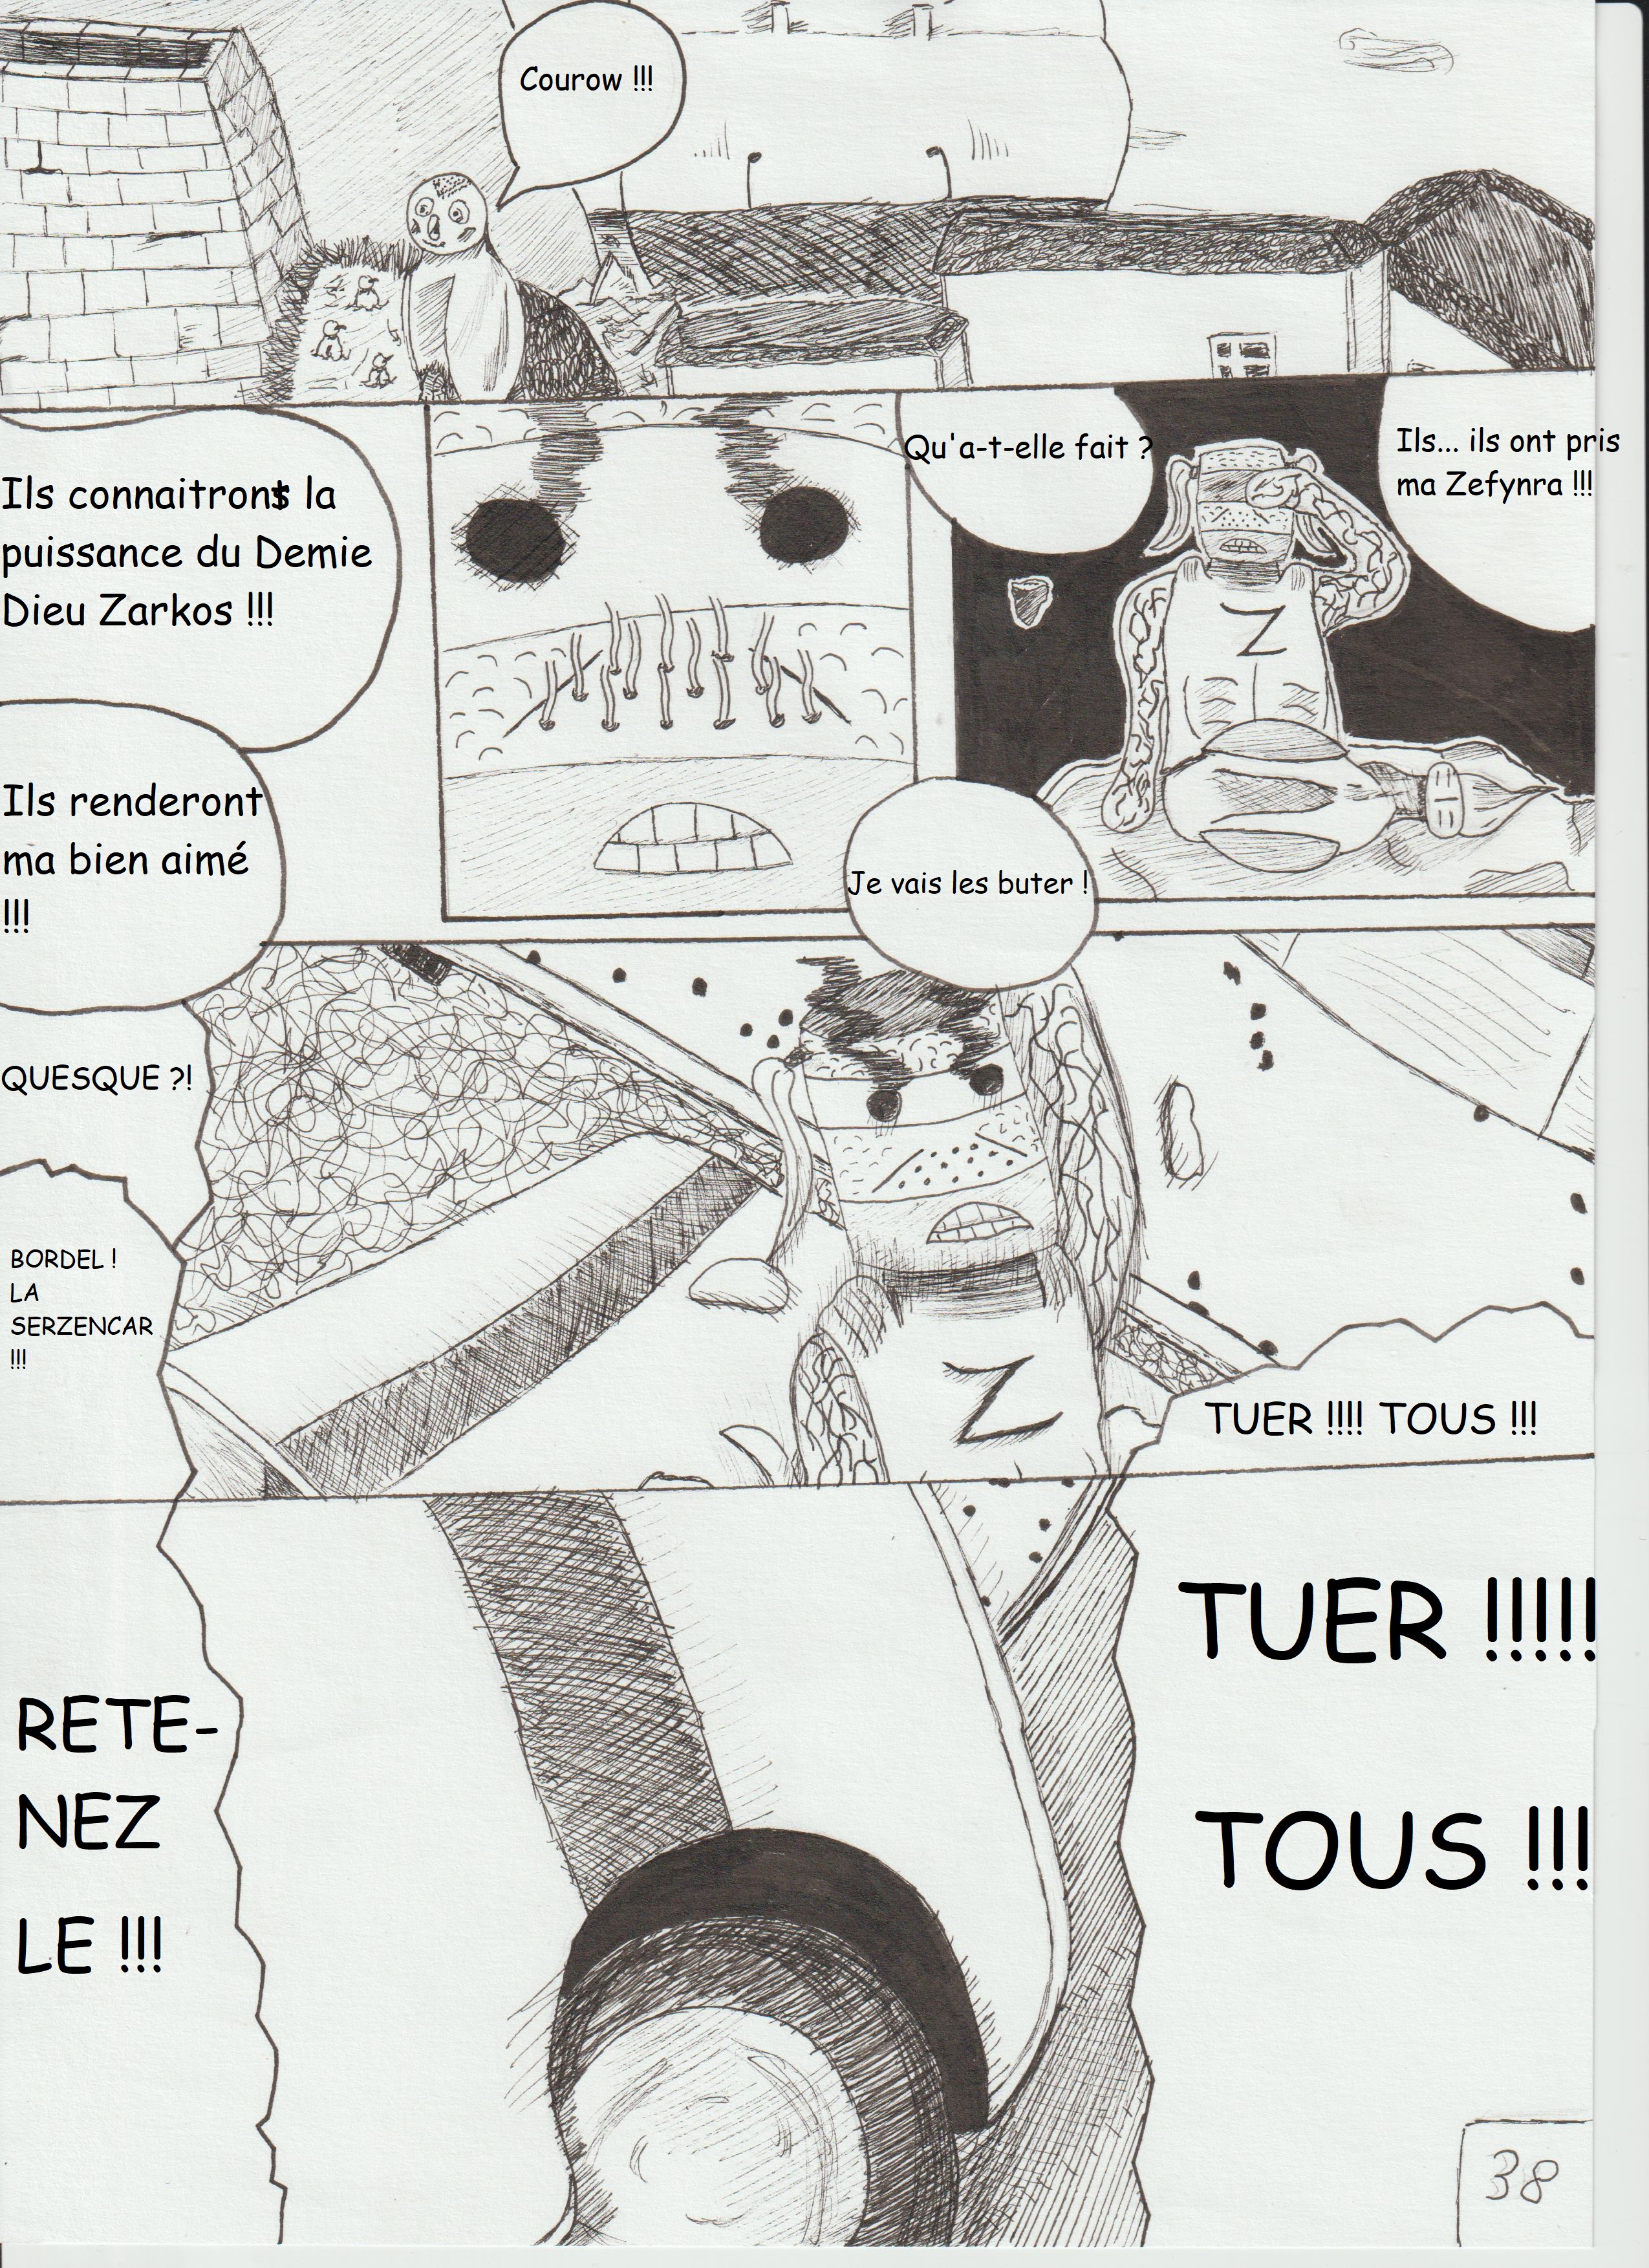 Courow !!!
Ils... ils ont pris
ma Zefynra !!!
Qu'a-t-elle fait ?
Z
Je vais les buter !
Ils connaitront la
puissance du Demie
Dieu Zarkos !!!
Ils renderont
ma bien aimé
!!!
Z
TUER !!!! TOUS !!!
QUESQUE ?!
BORDEL !
LA
SERZENCAR
!!!
TUER !!!!!
TOUS !!!
RETE-
NEZ
LE !!!
38